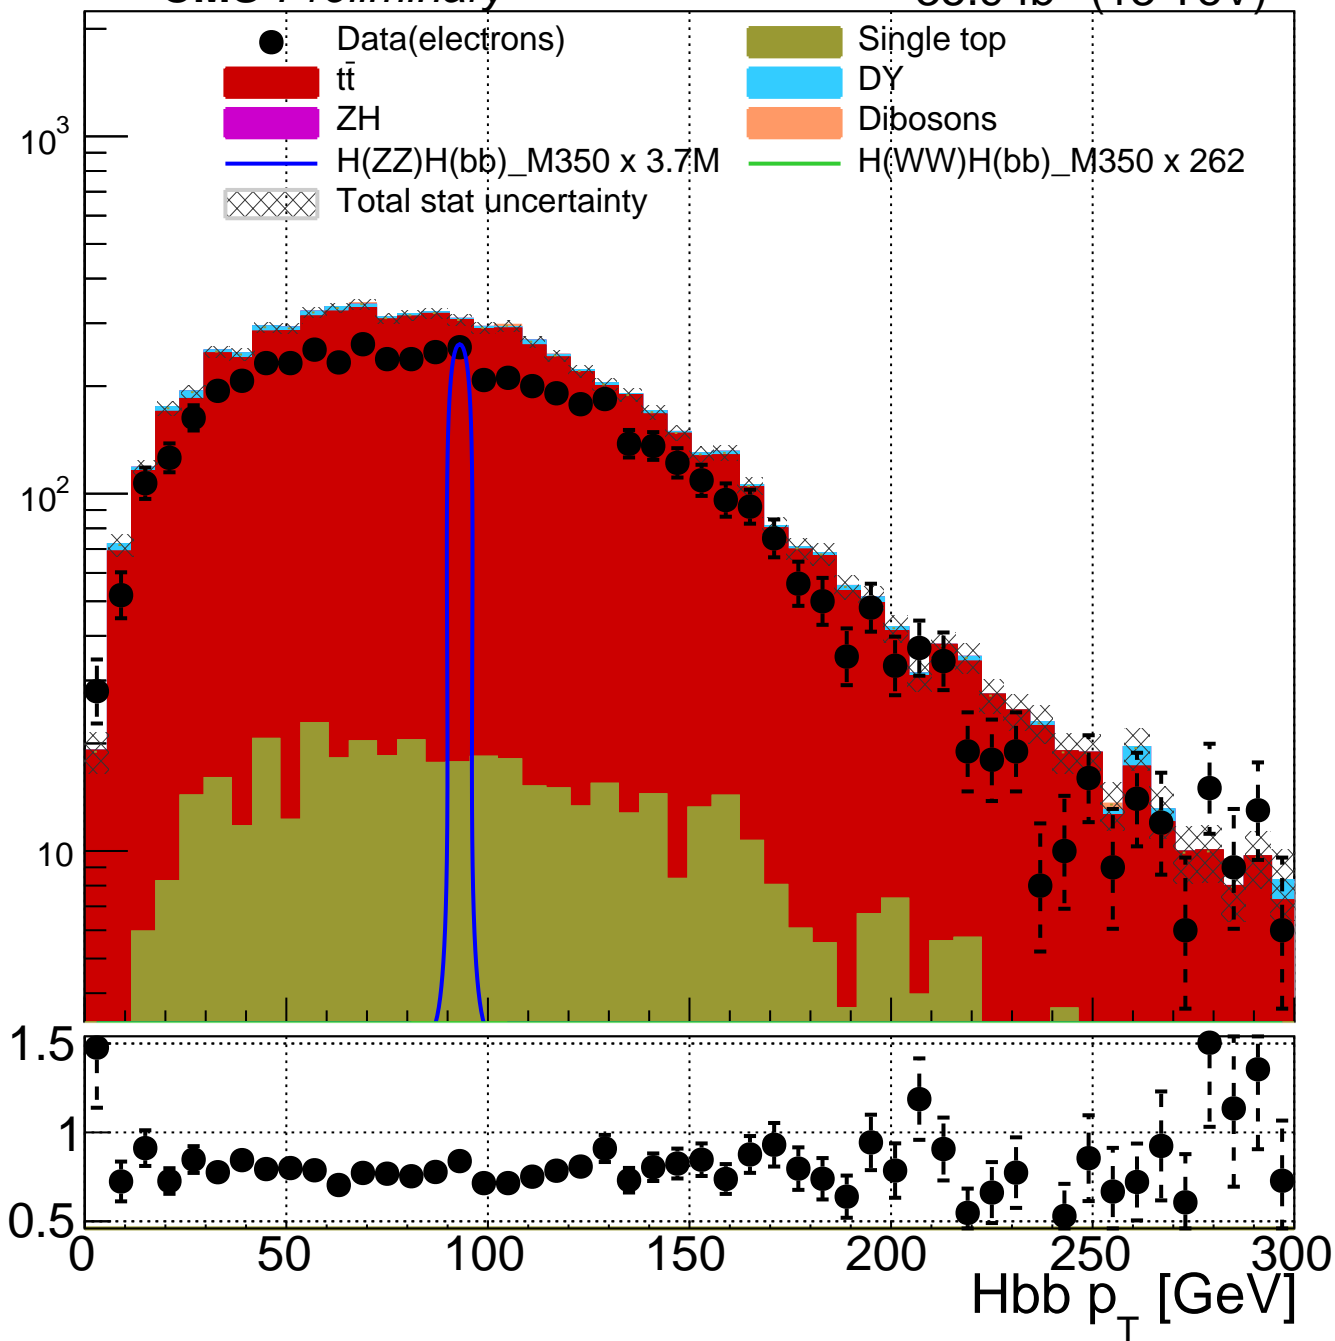 Preliminary
Data(electrons)
Single top
tt̄
DY
ZH
Dibosons
H(ZZ)H(bb)_M350 x 3.7M
H(WW)H(bb)_M350 x 262
Total stat uncertainty
10³
10²
10
1.5
1
0.5
0 50 100 150 200 250 300
Hbb p_T [GeV]